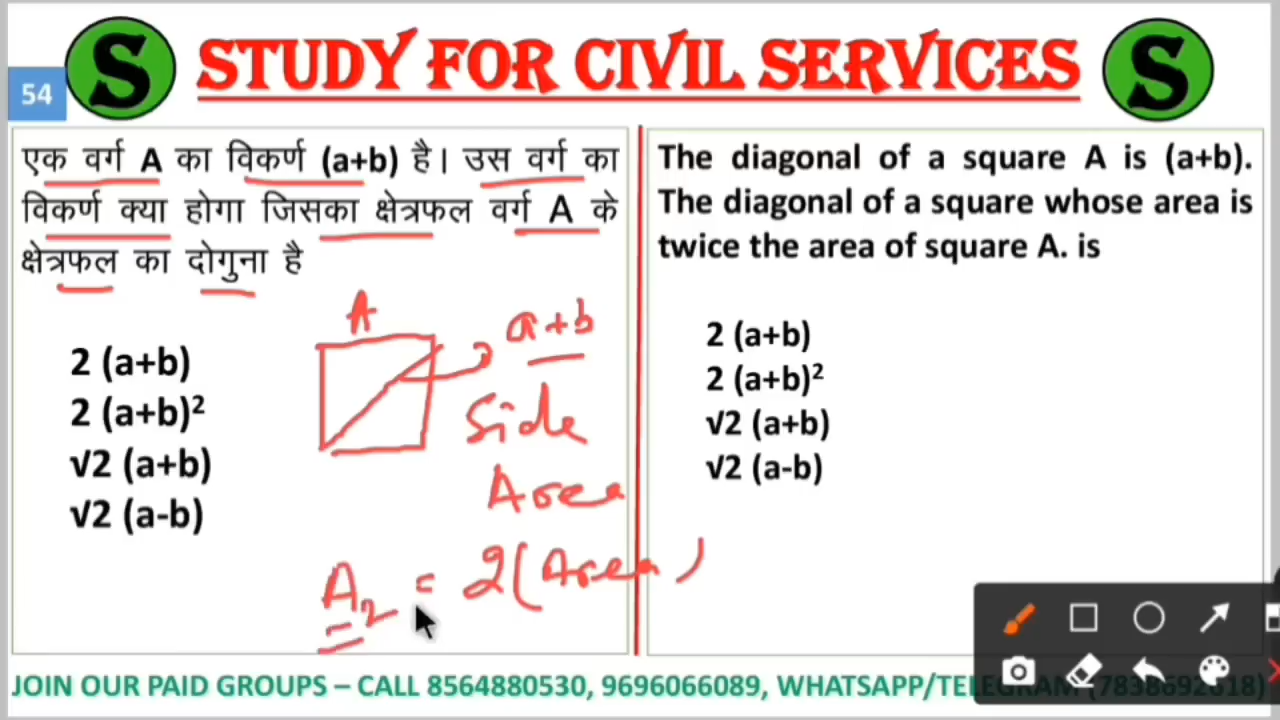 S STUDY FOR CIVIL SERVICES S
54
एक वर्ग A का विकर्ण (a+b) है। उस वर्ग का
विकर्ण क्या होगा जिसका क्षेत्रफल वर्ग A के
क्षेत्रफल का दोगुना है
2 (a+b)
2 (a+b)²
√2 (a+b)
√2 (a-b)
A
a+b
Side
Area
A₂ = 2(Area)
The diagonal of a square A is (a+b).
The diagonal of a square whose area is
twice the area of square A. is
2 (a+b)
2 (a+b)²
√2 (a+b)
√2 (a-b)
JOIN OUR PAID GROUPS – CALL 8564880530, 9696066089, WHATSAPP/TELEGRAM (7838692618)